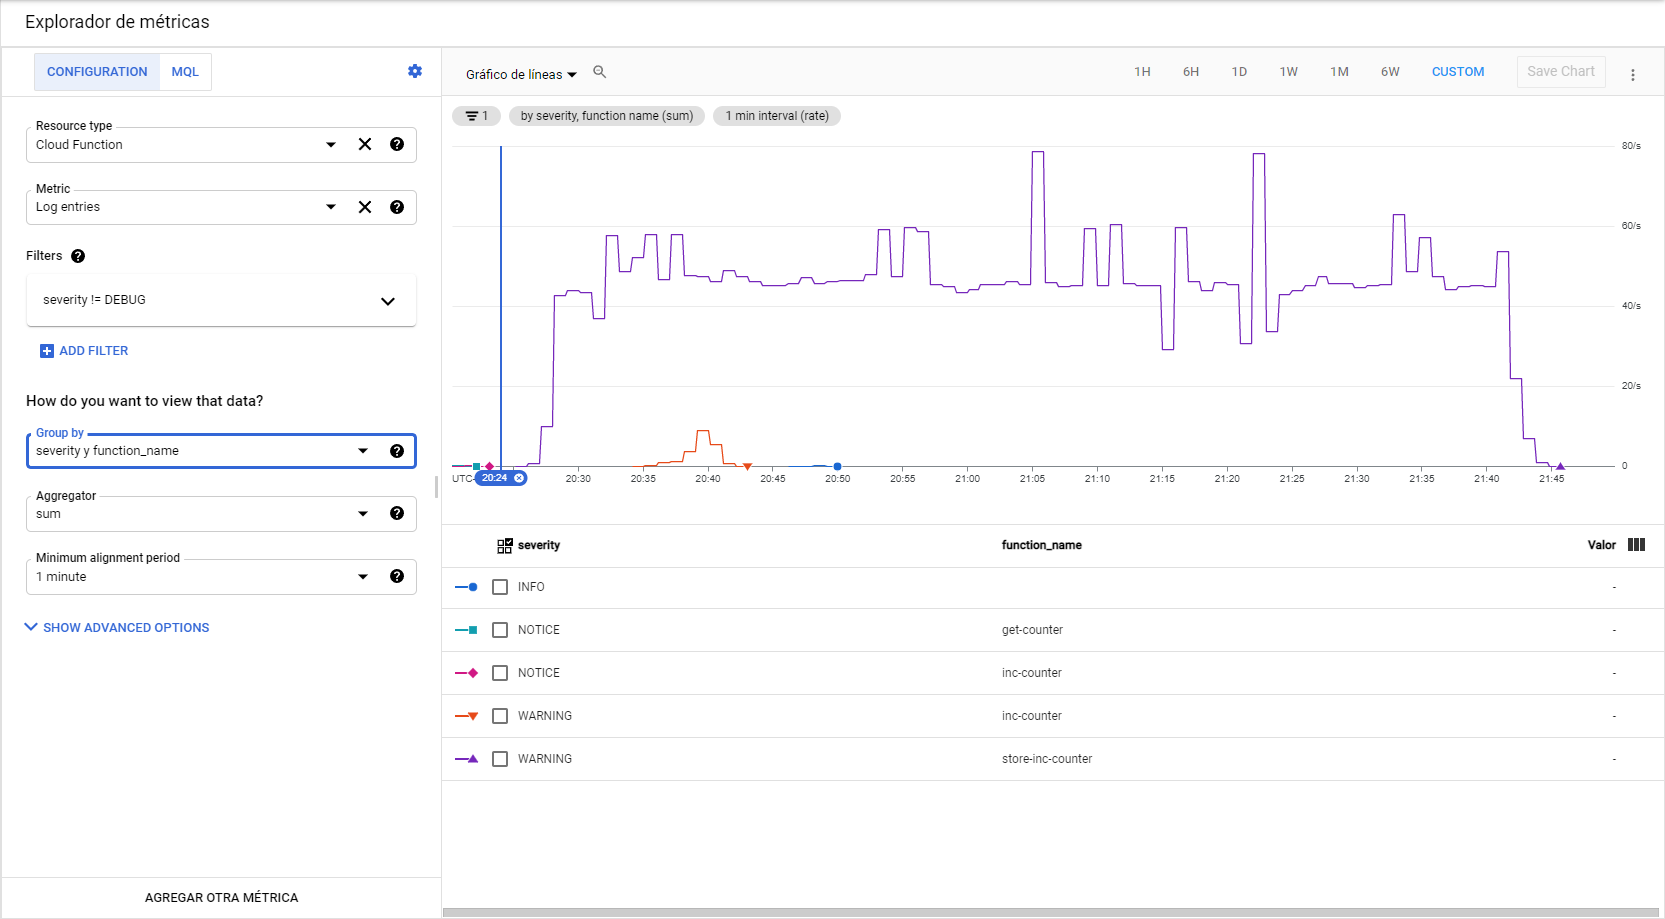 Explorador de métricas
CONFIGURATION
MQL
Resource type
Cloud Function
Metric
Log entries
Filters
severity != DEBUG
ADD FILTER
How do you want to view that data?
Group by
severity y function_name
Aggregator
sum
Minimum alignment period
1 minute
SHOW ADVANCED OPTIONS
AGREGAR OTRA MÉTRICA
Gráfico de líneas
1H 6H 1D 1W 1M 6W CUSTOM Save Chart
1
by severity, function name (sum)
1 min interval (rate)
80/s
60/s
40/s
20/s
0
UTC-
20:24
20:30 20:35 20:40 20:45 20:50 20:55 21:00 21:05 21:10 21:15 21:20 21:25 21:30 21:35 21:40 21:45
severity function_name Valor
INFO -
NOTICE get-counter -
NOTICE inc-counter -
WARNING inc-counter -
WARNING store-inc-counter -